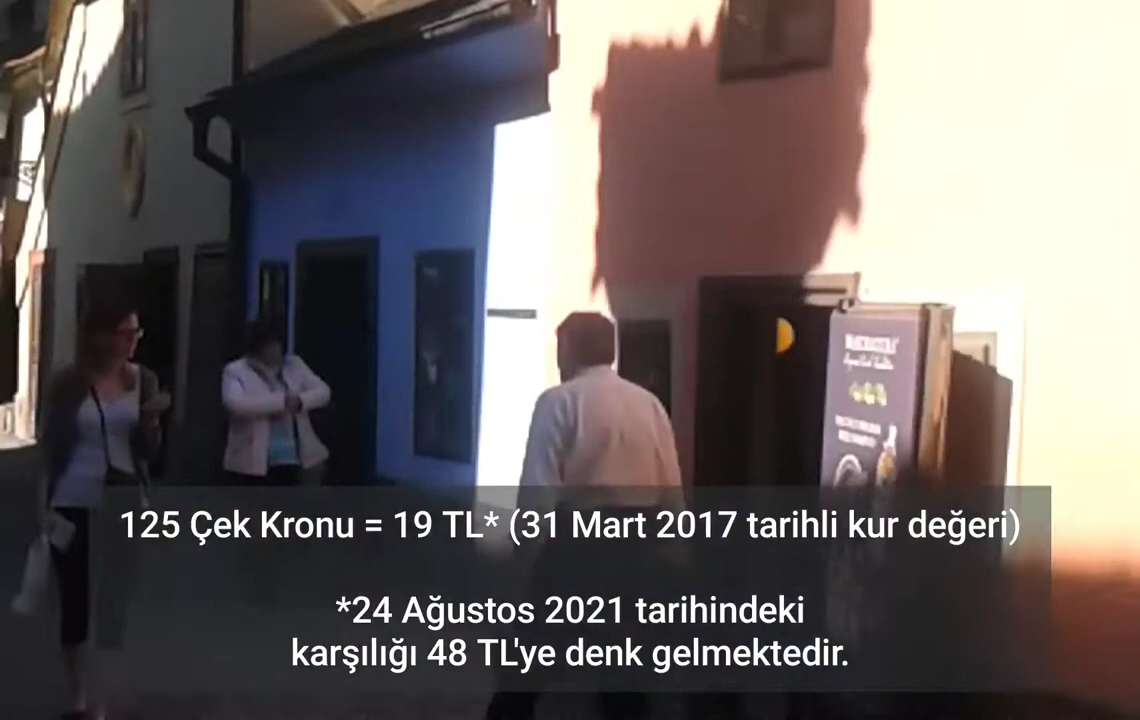 125 Çek Kronu = 19 TL* (31 Mart 2017 tarihli kur değeri)
*24 Ağustos 2021 tarihindeki
karşılığı 48 TL'ye denk gelmektedir.